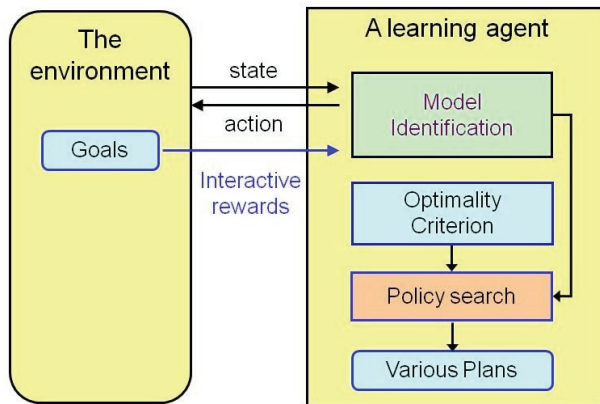 The
environment
Goals
state
action
Interactive
rewards
A learning agent
Model
Identification
Optimality
Criterion
Policy search
Various Plans